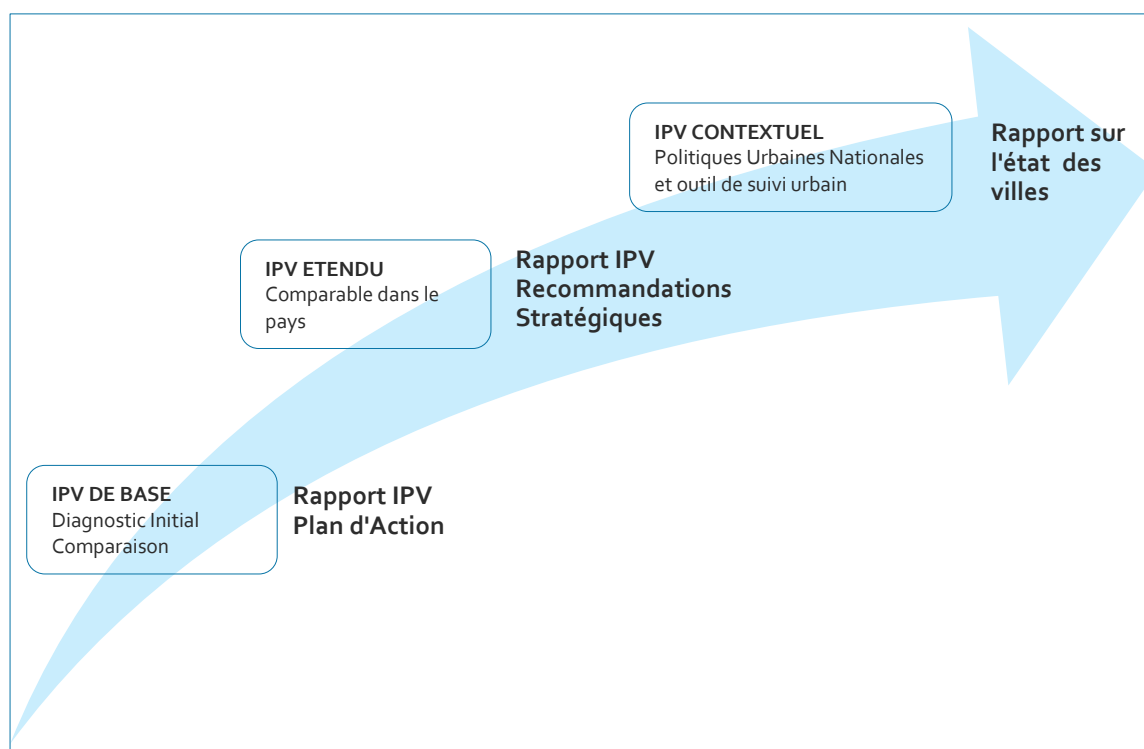 IPV CONTEXTUEL
Politiques Urbaines Nationales
et outil de suivi urbain
Rapport sur
l'état des
villes
IPV ETENDU
Comparable dans le
pays
Rapport IPV
Recommandations
Stratégiques
IPV DE BASE
Diagnostic Initial
Comparaison
Rapport IPV
Plan d'Action